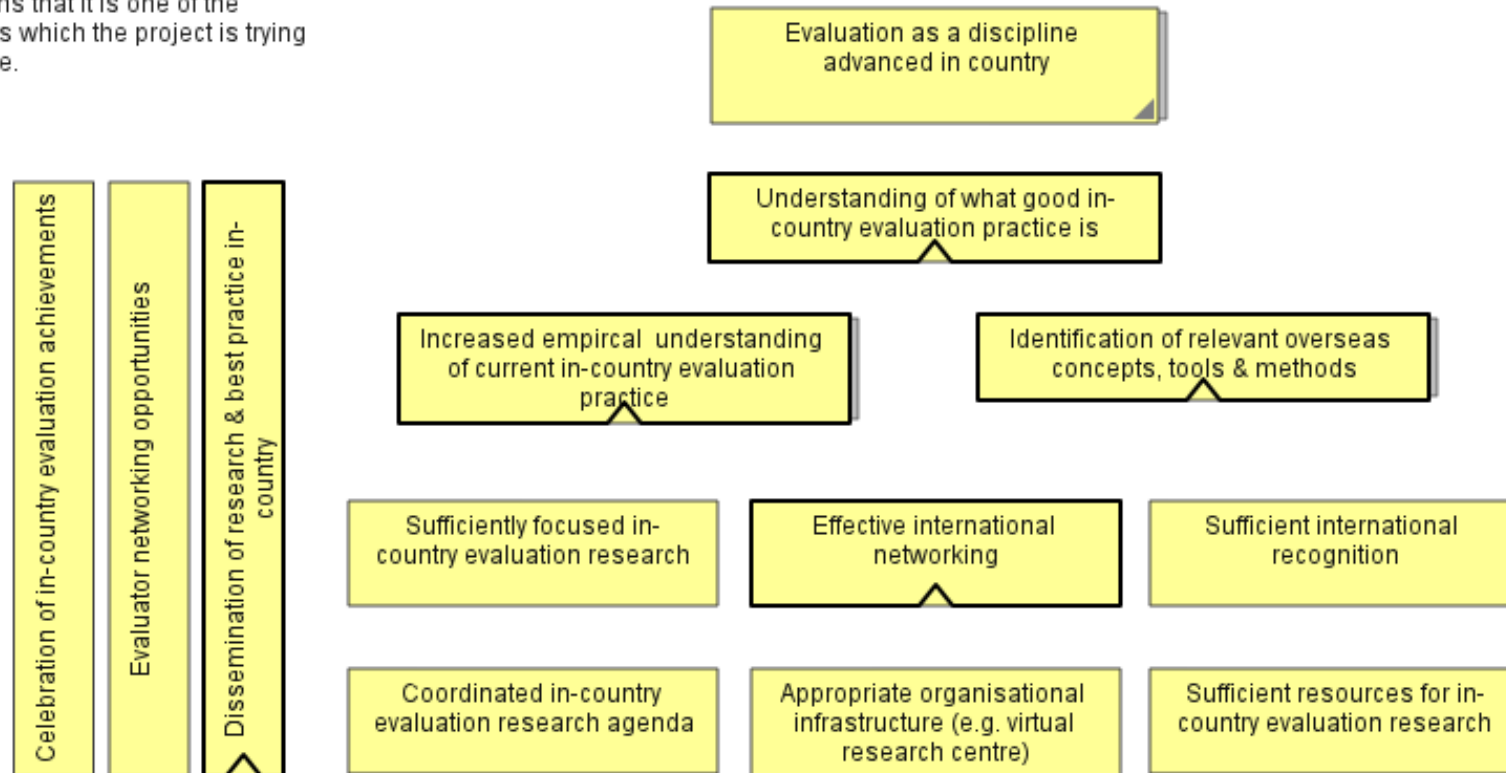 ns that it is one of the
s which the project is trying
e.
Evaluation as a discipline
advanced in country
Understanding of what good in-
country evaluation practice is
Increased empircal  understanding
of current in-country evaluation
practice
Identification of relevant overseas
concepts, tools & methods
Celebration of in-country evaluation achievements
Evaluator networking opportunities
Dissemination of research & best practice in-
country
Sufficiently focused in-
country evaluation research
Effective international
networking
Sufficient international
recognition
Coordinated in-country
evaluation research agenda
Appropriate organisational
infrastructure (e.g. virtual
research centre)
Sufficient resources for in-
country evaluation research